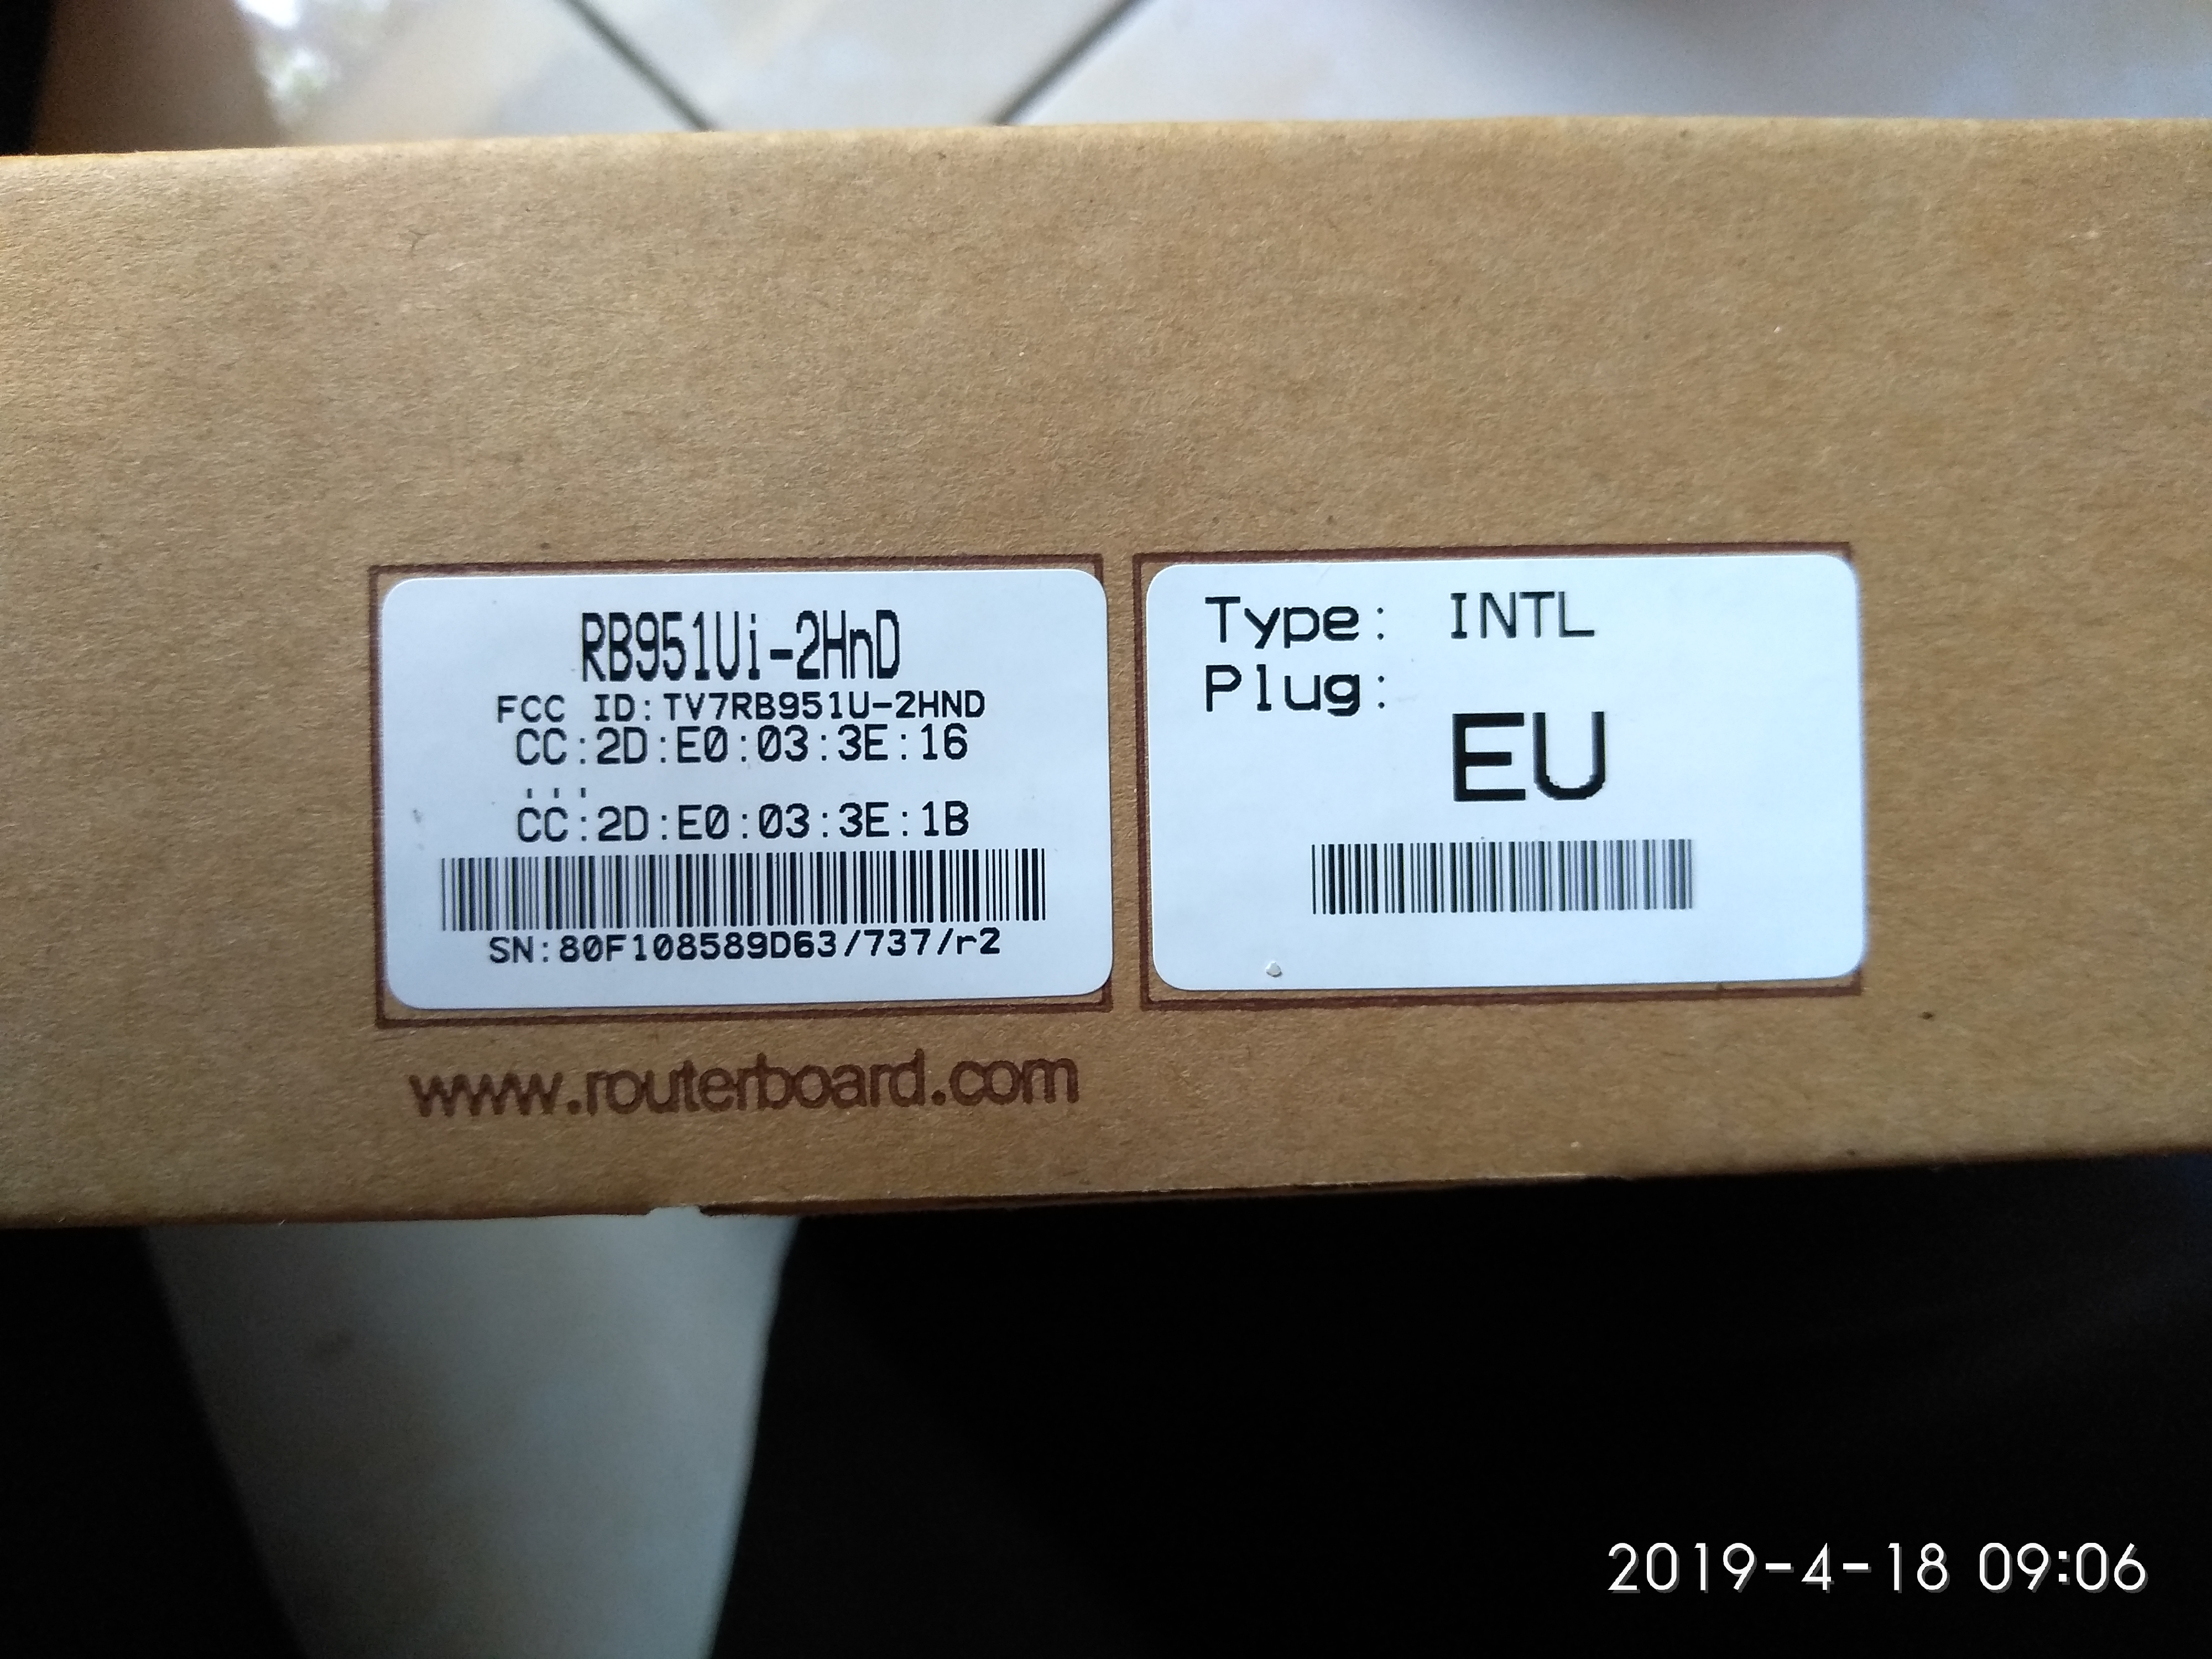 RB951Ui-2HnD
FCC ID:TV7RB951U-2HND
CC:2D:E0:03:3E:16
...
CC:2D:E0:03:3E:1B
SN:80F108589D63/737/r2
Type: INTL
Plug:
EU
www.routerboard.com
2019-4-18 09:06